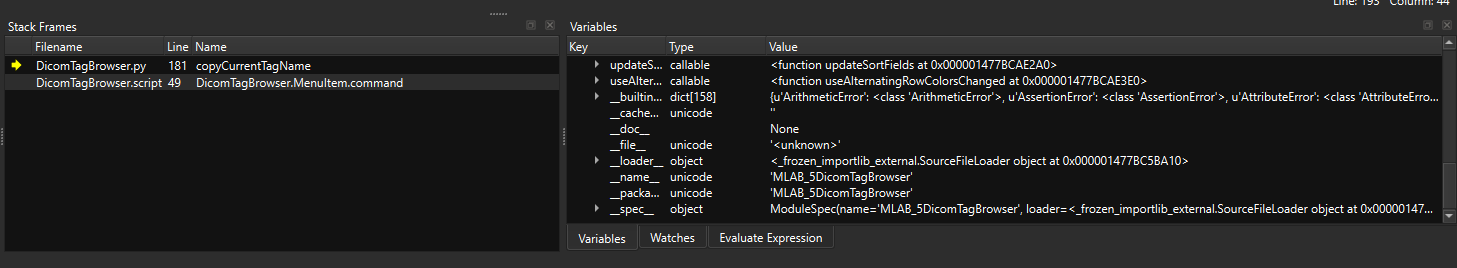 Line: 193 Column: 44
Stack Frames
Filename Line Name
DicomTagBrowser.py 181 copyCurrentTagName
DicomTagBrowser.script 49 DicomTagBrowser.MenuItem.command
Variables
Key Type Value
updateS... callable <function updateSortFields at 0x000001477BCAE2A0>
useAlter... callable <function useAlternatingRowColorsChanged at 0x000001477BCAE3E0>
__builtin... dict[158] {u'ArithmeticError': <class 'ArithmeticError'>, u'AssertionError': <class 'AssertionError'>, u'AttributeError': <class 'AttributeErro...
__cache... unicode ''
__doc__ None
__file__ unicode '<unknown>'
__loader__ object <_frozen_importlib_external.SourceFileLoader object at 0x000001477BC5BA10>
__name__ unicode 'MLAB_5DicomTagBrowser'
__packa... unicode 'MLAB_5DicomTagBrowser'
__spec__ object ModuleSpec(name='MLAB_5DicomTagBrowser', loader=<_frozen_importlib_external.SourceFileLoader object at 0x00000147...
Variables Watches Evaluate Expression